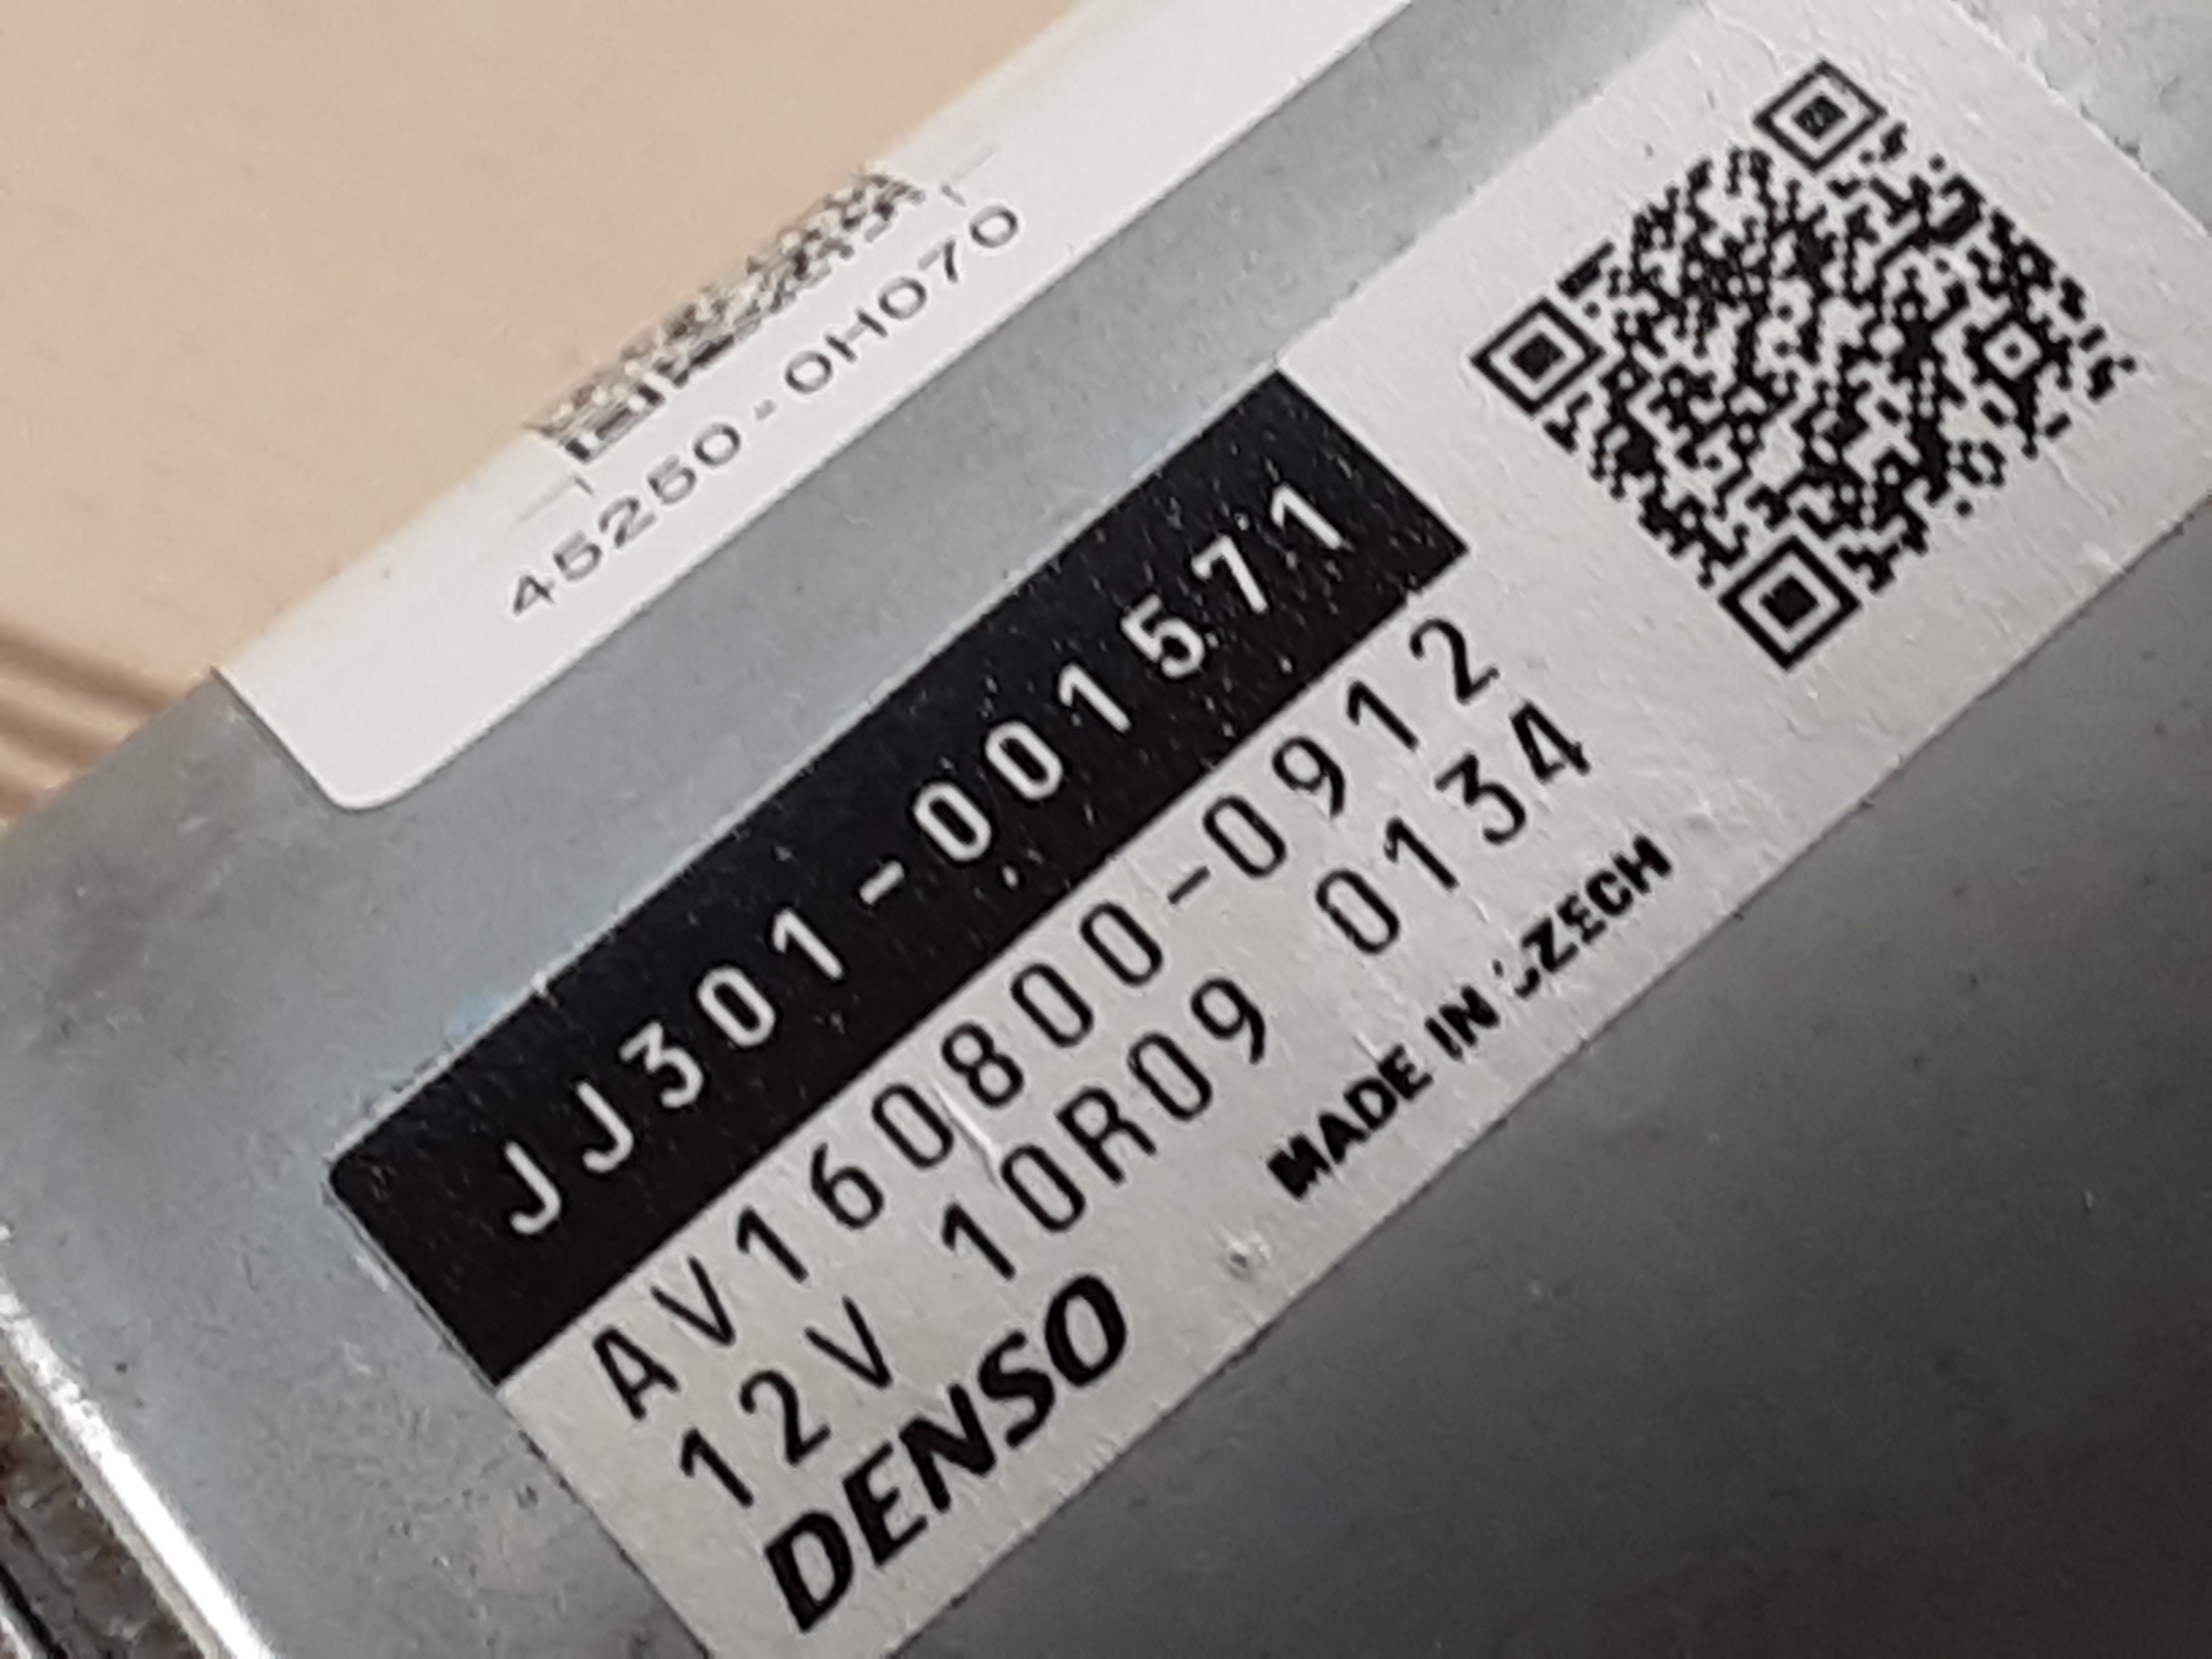 45250-0H070
JJ301-001571
AV160800-0912
12V 10R09 0134
DENSO MADE IN CZECH